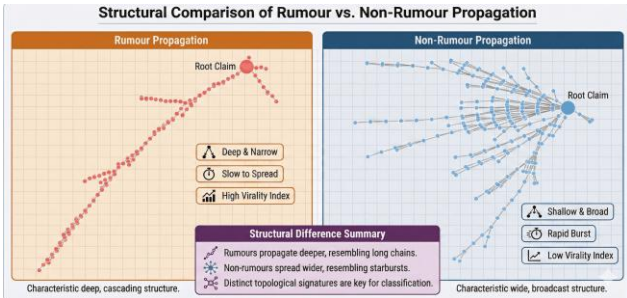 Structural Comparison of Rumour vs. Non-Rumour Propagation
Rumour Propagation
Root Claim
Deep & Narrow
Slow to Spread
High Virality Index
Characteristic deep, cascading structure.
Non-Rumour Propagation
Root Claim
Shallow & Broad
Rapid Burst
Low Virality Index
Characteristic wide, broadcast structure.
Structural Difference Summary
Rumours propagate deeper, resembling long chains.
Non-rumours spread wider, resembling starbursts.
Distinct topological signatures are key for classification.